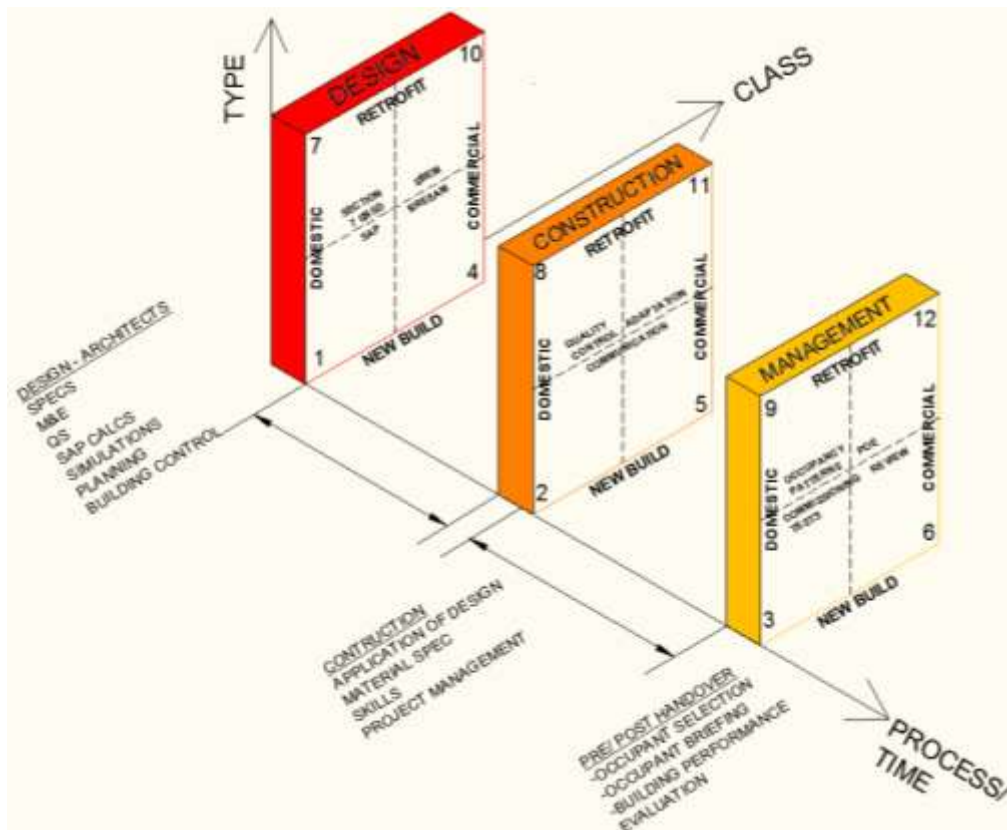 TYPE
CLASS
PROCESS/
TIME
DESIGN
RETROFIT
10
7
DOMESTIC
COMMERCIAL
SECTION
SAP
BREEAM
4
1
NEW BUILD
CONSTRUCTION
RETROFIT
11
8
DOMESTIC
COMMERCIAL
QUALITY
CONTROL
ADAPTATION
5
2
NEW BUILD
MANAGEMENT
RETROFIT
12
9
DOMESTIC
COMMERCIAL
OCCUPANCY
PATTERNS
POE
COMMISSIONING
TESTS
REVIEW
6
3
NEW BUILD
DESIGN - ARCHITECTS
SPECS
M&E
QS
SAP CALCS
SIMULATIONS
PLANNING
BUILDING CONTROL
CONTRUCTION
APPLICATION OF DESIGN
MATERIAL SPEC
SKILLS
PROJECT MANAGEMENT
PRE/ POST HANDOVER
-OCCUPANT SELECTION
-OCCUPANT BRIEFING
-BUILDING PERFORMANCE
EVALUATION